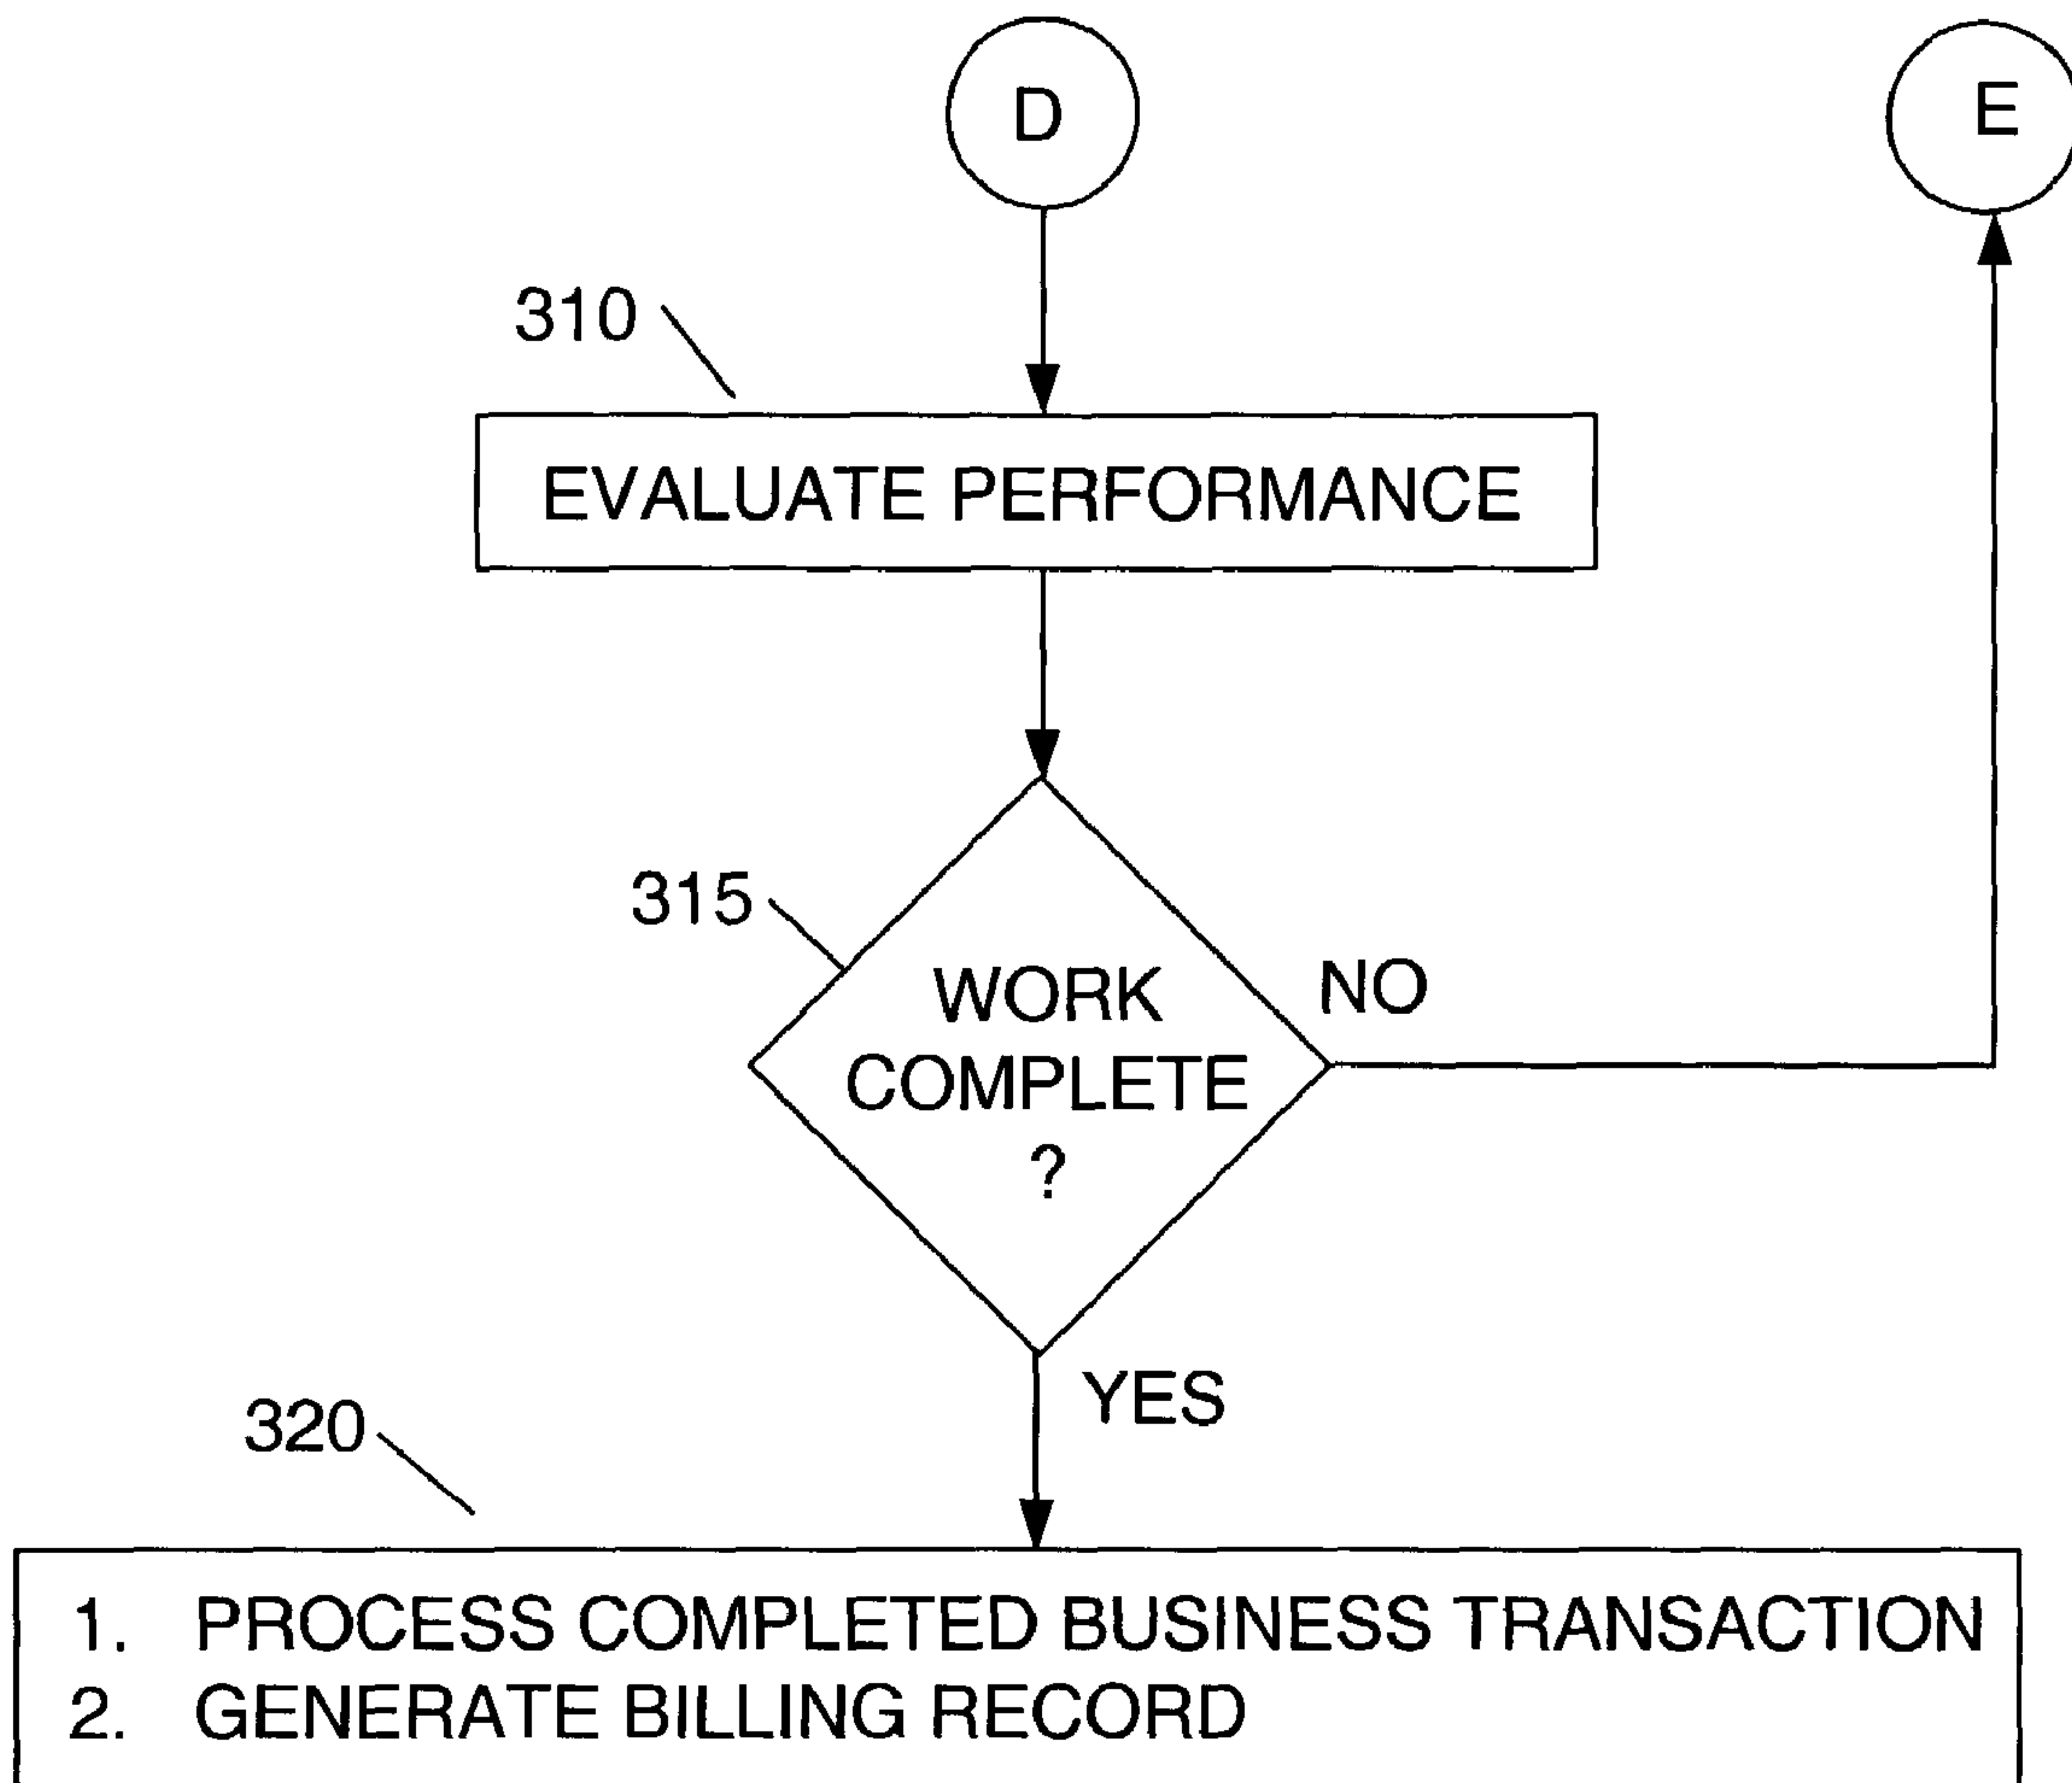 D
E
310
EVALUATE PERFORMANCE
315
WORK
COMPLETE
?
NO
YES
320
1. PROCESS COMPLETED BUSINESS TRANSACTION
2. GENERATE BILLING RECORD